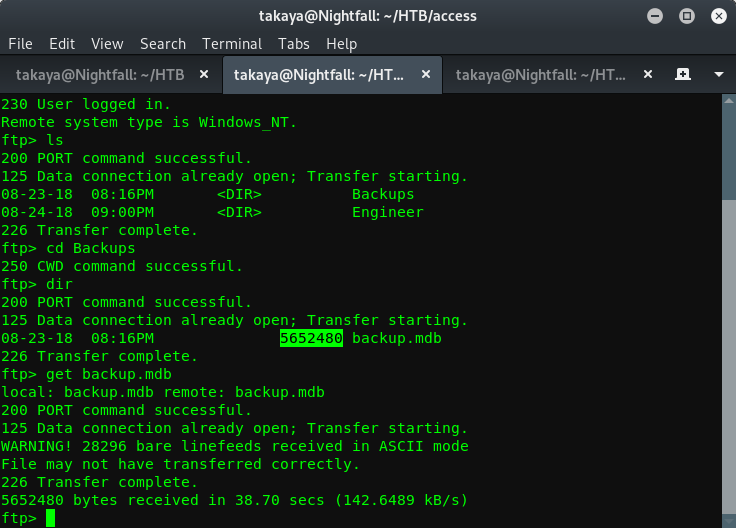 takaya@Nightfall: ~/HTB/access
File Edit View Search Terminal Tabs Help
takaya@Nightfall: ~/HTB takaya@Nightfall: ~/HT... takaya@Nightfall: ~/HT...
230 User logged in.
Remote system type is Windows_NT.
ftp> ls
200 PORT command successful.
125 Data connection already open; Transfer starting.
08-23-18  08:16PM       <DIR>          Backups
08-24-18  09:00PM       <DIR>          Engineer
226 Transfer complete.
ftp> cd Backups
250 CWD command successful.
ftp> dir
200 PORT command successful.
125 Data connection already open; Transfer starting.
08-23-18  08:16PM              5652480 backup.mdb
226 Transfer complete.
ftp> get backup.mdb
local: backup.mdb remote: backup.mdb
200 PORT command successful.
125 Data connection already open; Transfer starting.
WARNING! 28296 bare linefeeds received in ASCII mode
File may not have transferred correctly.
226 Transfer complete.
5652480 bytes received in 38.70 secs (142.6489 kB/s)
ftp>